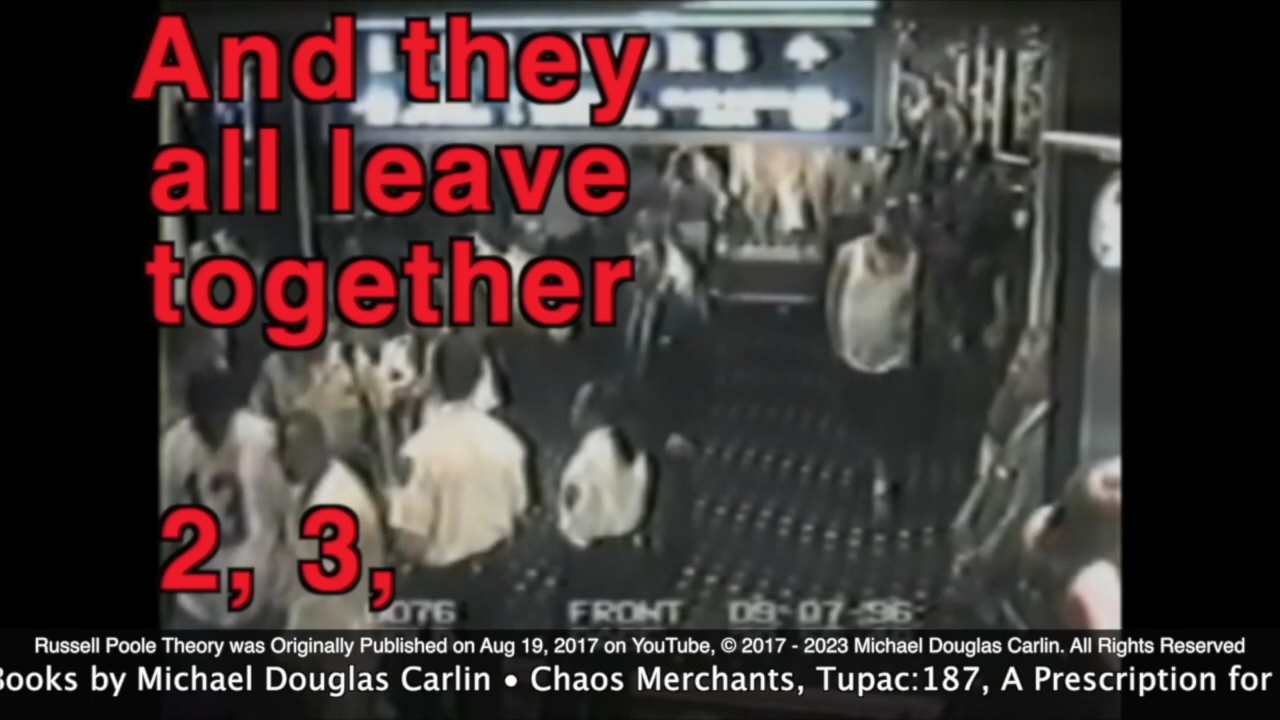 And they
all leave
together
2, 3,
FRONT 09-07-96
Russell Poole Theory was Originally Published on Aug 19, 2017 on YouTube, © 2017 - 2023 Michael Douglas Carlin. All Rights Reserved
Books by Michael Douglas Carlin • Chaos Merchants, Tupac:187, A Prescription for